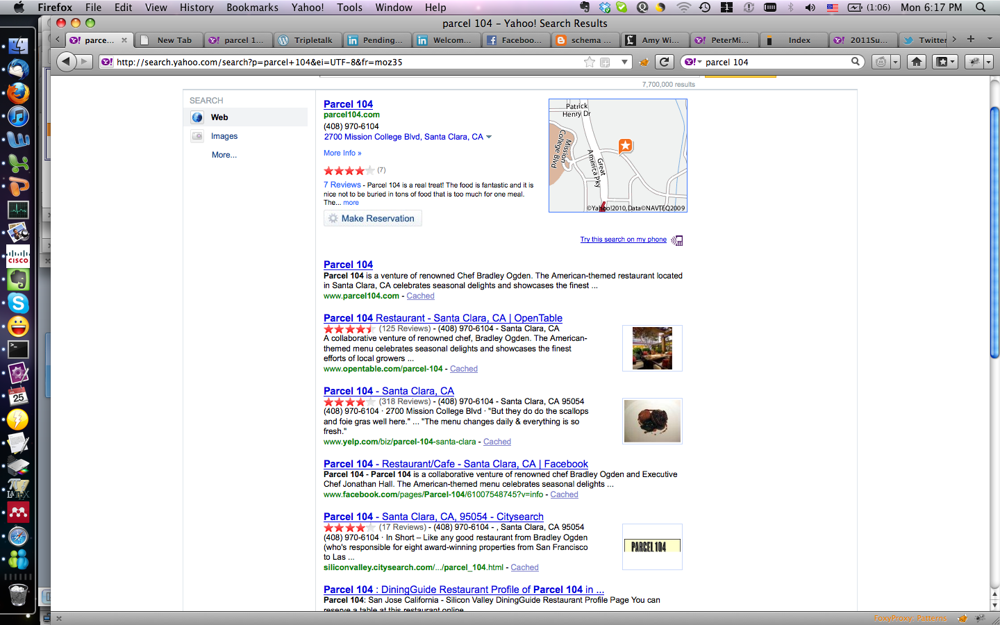 Firefox File Edit View History Bookmarks Yahoo! Tools Window Help (1:06) Mon 6:17 PM
parcel 104 – Yahoo! Search Results
parce... New Tab parcel 1... Tripletalk Pending... Welcom... Faceboo... schema ... Amy Wi... PeterMi... Index 2011Su... Twitter
http://search.yahoo.com/search?p=parcel+104&ei=UTF-8&fr=moz35
parcel 104
7,700,000 results
SEARCH
Web
Images
More...
Parcel 104
parcel104.com
(408) 970-6104
2700 Mission College Blvd, Santa Clara, CA
More Info »
(7)
7 Reviews - Parcel 104 is a real treat! The food is fantastic and it is
nice not to be buried in tons of food that is too much for one meal.
The... more
Make Reservation
Patrick
Henry Dr
Mission
College Blvd
Great
America Pky
©Yahoo!2010,Data©NAVTEQ2009
Try this search on my phone
Parcel 104
Parcel 104 is a venture of renowned Chef Bradley Ogden. The American-themed restaurant located
in Santa Clara, CA celebrates seasonal delights and showcases the finest ...
www.parcel104.com - Cached
Parcel 104 Restaurant - Santa Clara, CA | OpenTable
(125 Reviews) - (408) 970-6104 - Santa Clara, CA
A collaborative venture of renowned chef, Bradley Ogden. The American-
themed menu celebrates seasonal delights and showcases the finest
efforts of local growers ...
www.opentable.com/parcel-104 - Cached
Parcel 104 - Santa Clara, CA
(318 Reviews) - (408) 970-6104 - Santa Clara, CA 95054
(408) 970-6104 · 2700 Mission College Blvd · "But they do do the scallops
and foie gras well here." ... "The menu changes daily & everything is so
fresh."
www.yelp.com/biz/parcel-104-santa-clara - Cached
Parcel 104 - Restaurant/Cafe - Santa Clara, CA | Facebook
Parcel 104 - Parcel 104 is a collaborative venture of renowned chef Bradley Ogden and Executive
Chef Jonathan Hall. The American-themed menu celebrates seasonal delights ...
www.facebook.com/pages/Parcel-104/61007548745?v=info - Cached
Parcel 104 - Santa Clara, CA, 95054 - Citysearch
(17 Reviews) - (408) 970-6104 - , Santa Clara, CA 95054
(408) 970-6104 · In Short – Like any good restaurant from Bradley Ogden
(who's responsible for eight award-winning properties from San Francisco
to Las ...
siliconvalley.citysearch.com/.../parcel_104.html - Cached
PARCEL 104
Parcel 104 : DiningGuide Restaurant Profile of Parcel 104 in ...
Parcel 104: San Jose California - Silicon Valley DiningGuide Restaurant Profile Page You can
reserve a table at this restaurant online
CISCO
25
FoxyProxy: Patterns